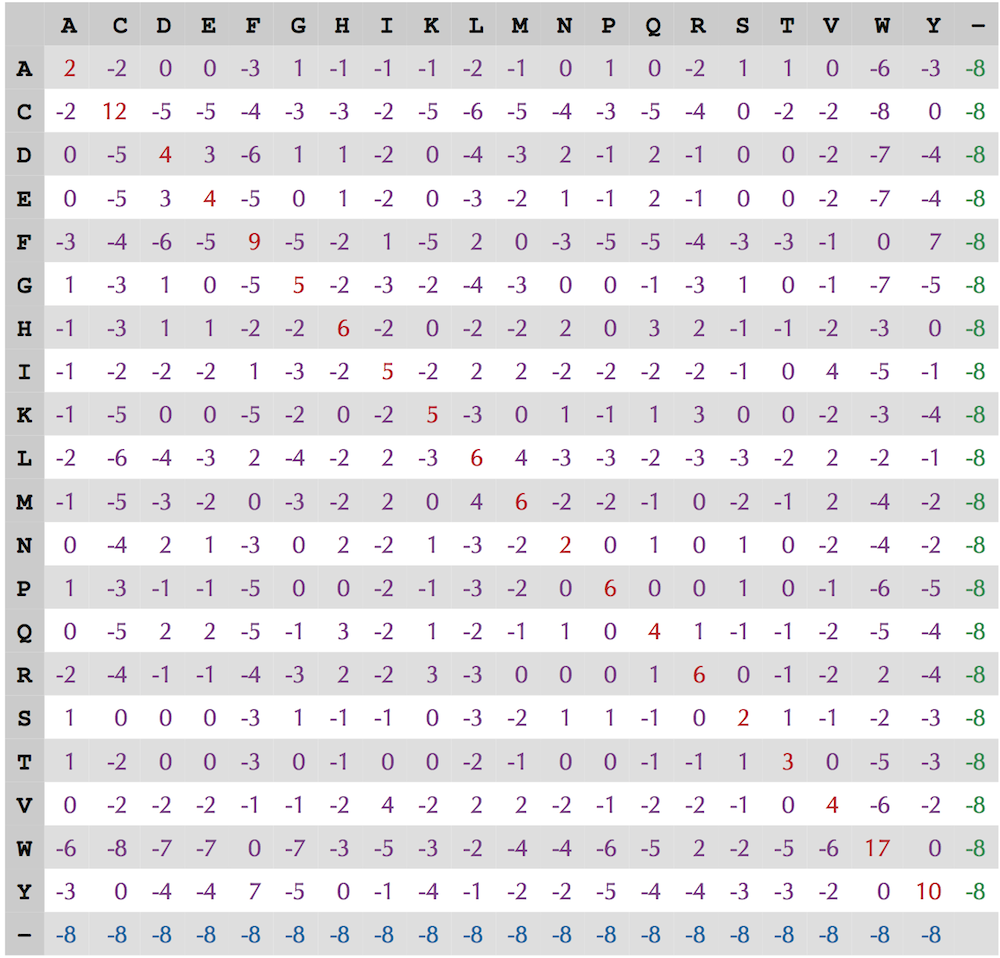 A C D E F G H I K L M N P Q R S T V W Y –
A 2 -2 0 0 -3 1 -1 -1 -1 -2 -1 0 1 0 -2 1 1 0 -6 -3 -8
C -2 12 -5 -5 -4 -3 -3 -2 -5 -6 -5 -4 -3 -5 -4 0 -2 -2 -8 0 -8
D 0 -5 4 3 -6 1 1 -2 0 -4 -3 2 -1 2 -1 0 0 -2 -7 -4 -8
E 0 -5 3 4 -5 0 1 -2 0 -3 -2 1 -1 2 -1 0 0 -2 -7 -4 -8
F -3 -4 -6 -5 9 -5 -2 1 -5 2 0 -3 -5 -5 -4 -3 -3 -1 0 7 -8
G 1 -3 1 0 -5 5 -2 -3 -2 -4 -3 0 0 -1 -3 1 0 -1 -7 -5 -8
H -1 -3 1 1 -2 -2 6 -2 0 -2 -2 2 0 3 2 -1 -1 -2 -3 0 -8
I -1 -2 -2 -2 1 -3 -2 5 -2 2 2 -2 -2 -2 -2 -1 0 4 -5 -1 -8
K -1 -5 0 0 -5 -2 0 -2 5 -3 0 1 -1 1 3 0 0 -2 -3 -4 -8
L -2 -6 -4 -3 2 -4 -2 2 -3 6 4 -3 -3 -2 -3 -3 -2 2 -2 -1 -8
M -1 -5 -3 -2 0 -3 -2 2 0 4 6 -2 -2 -1 0 -2 -1 2 -4 -2 -8
N 0 -4 2 1 -3 0 2 -2 1 -3 -2 2 0 1 0 1 0 -2 -4 -2 -8
P 1 -3 -1 -1 -5 0 0 -2 -1 -3 -2 0 6 0 0 1 0 -1 -6 -5 -8
Q 0 -5 2 2 -5 -1 3 -2 1 -2 -1 1 0 4 1 -1 -1 -2 -5 -4 -8
R -2 -4 -1 -1 -4 -3 2 -2 3 -3 0 0 0 1 6 0 -1 -2 2 -4 -8
S 1 0 0 0 -3 1 -1 -1 0 -3 -2 1 1 -1 0 2 1 -1 -2 -3 -8
T 1 -2 0 0 -3 0 -1 0 0 -2 -1 0 0 -1 -1 1 3 0 -5 -3 -8
V 0 -2 -2 -2 -1 -1 -2 4 -2 2 2 -2 -1 -2 -2 -1 0 4 -6 -2 -8
W -6 -8 -7 -7 0 -7 -3 -5 -3 -2 -4 -4 -6 -5 2 -2 -5 -6 17 0 -8
Y -3 0 -4 -4 7 -5 0 -1 -4 -1 -2 -2 -5 -4 -4 -3 -3 -2 0 10 -8
– -8 -8 -8 -8 -8 -8 -8 -8 -8 -8 -8 -8 -8 -8 -8 -8 -8 -8 -8 -8